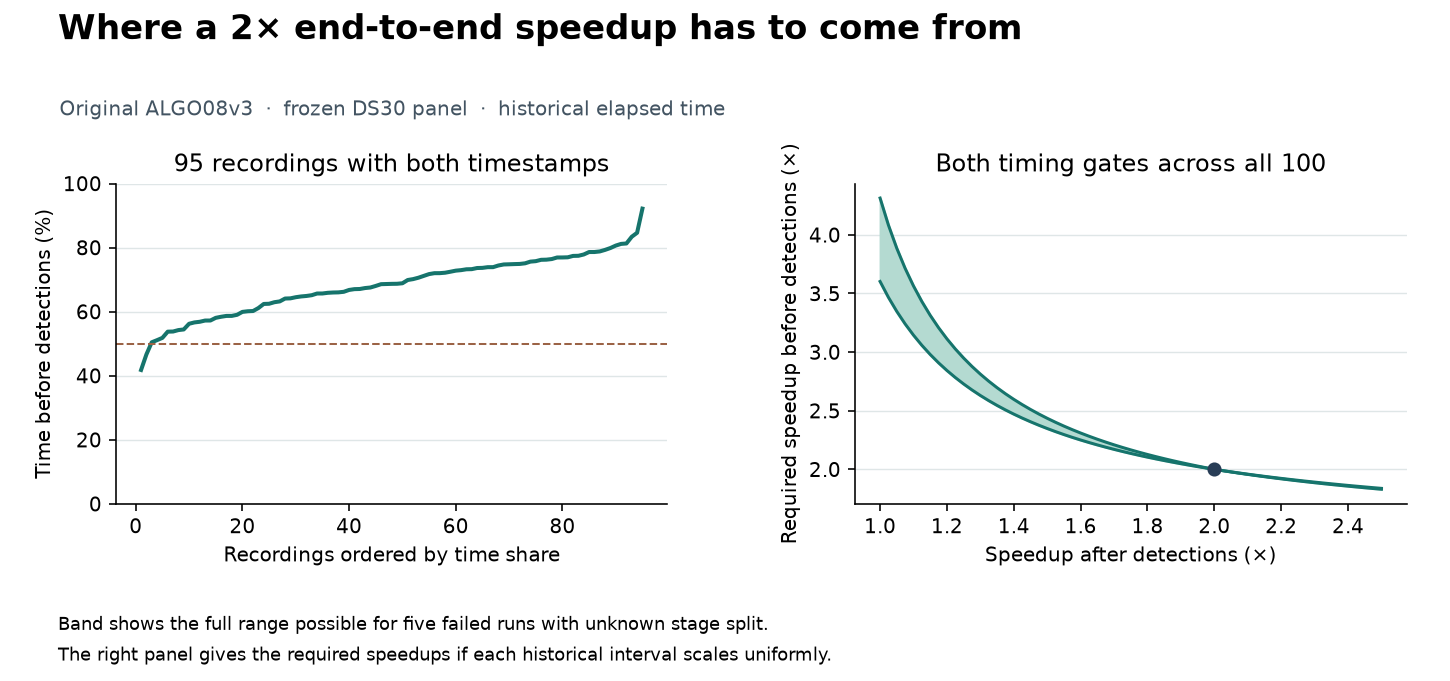 Where a 2× end-to-end speedup has to come from
Original ALGO08v3 · frozen DS30 panel · historical elapsed time
95 recordings with both timestamps
Time before detections (%)
100
80
60
40
20
0
0 20 40 60 80
Recordings ordered by time share
Both timing gates across all 100
Required speedup before detections (×)
4.0
3.5
3.0
2.5
2.0
1.0 1.2 1.4 1.6 1.8 2.0 2.2 2.4
Speedup after detections (×)
Band shows the full range possible for five failed runs with unknown stage split.
The right panel gives the required speedups if each historical interval scales uniformly.